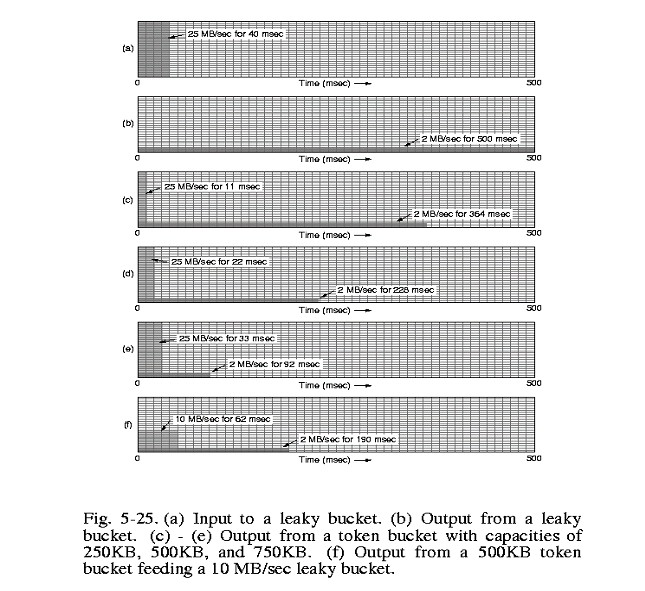 (a)
25 MB/sec for 40 msec
0 Time (msec) 500
(b)
2 MB/sec for 500 msec
0 Time (msec) 500
(c)
25 MB/sec for 11 msec
2 MB/sec for 364 msec
0 Time (msec) 500
(d)
25 MB/sec for 22 msec
2 MB/sec for 228 msec
0 Time (msec) 500
(e)
25 MB/sec for 33 msec
2 MB/sec for 92 msec
0 Time (msec) 500
(f)
10 MB/sec for 62 msec
2 MB/sec for 190 msec
0 Time (msec) 500
Fig. 5-25. (a) Input to a leaky bucket. (b) Output from a leaky
bucket. (c) - (e) Output from a token bucket with capacities of
250KB, 500KB, and 750KB. (f) Output from a 500KB token
bucket feeding a 10 MB/sec leaky bucket.